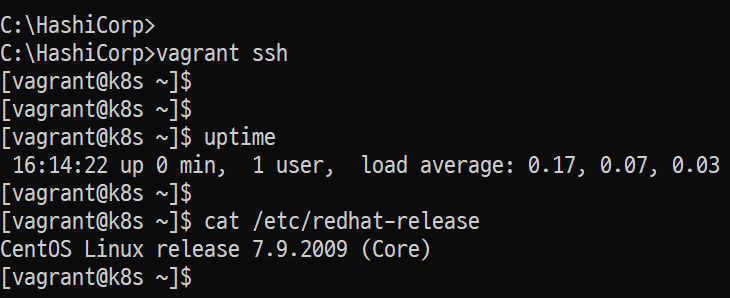 C:\HashiCorp>
C:\HashiCorp>vagrant ssh
[vagrant@k8s ~]$
[vagrant@k8s ~]$
[vagrant@k8s ~]$ uptime
 16:14:22 up 0 min,  1 user,  load average: 0.17, 0.07, 0.03
[vagrant@k8s ~]$
[vagrant@k8s ~]$ cat /etc/redhat-release
CentOS Linux release 7.9.2009 (Core)
[vagrant@k8s ~]$